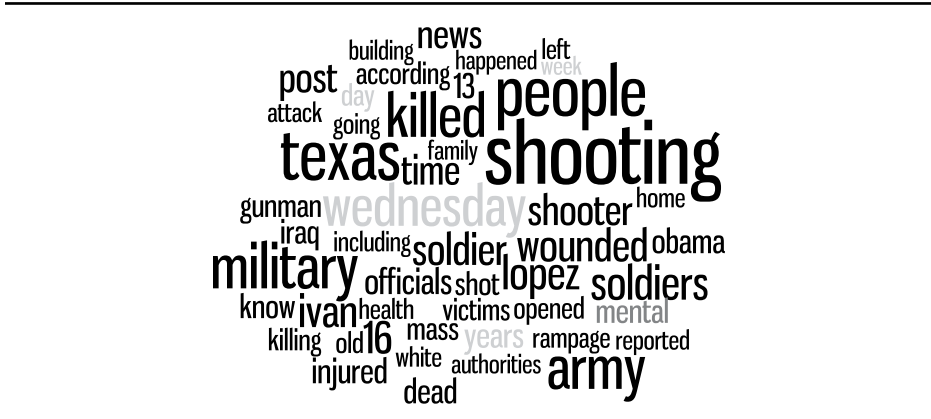 news
building
happened left
week
post according 13
day
people
attack
going killed
texas time family shooting
gunman wednesday shooter home
iraq including soldier wounded obama
military officials shot lopez soldiers
know ivan health victims opened mental
killing old 16 mass years rampage reported
injured white authorities army
dead